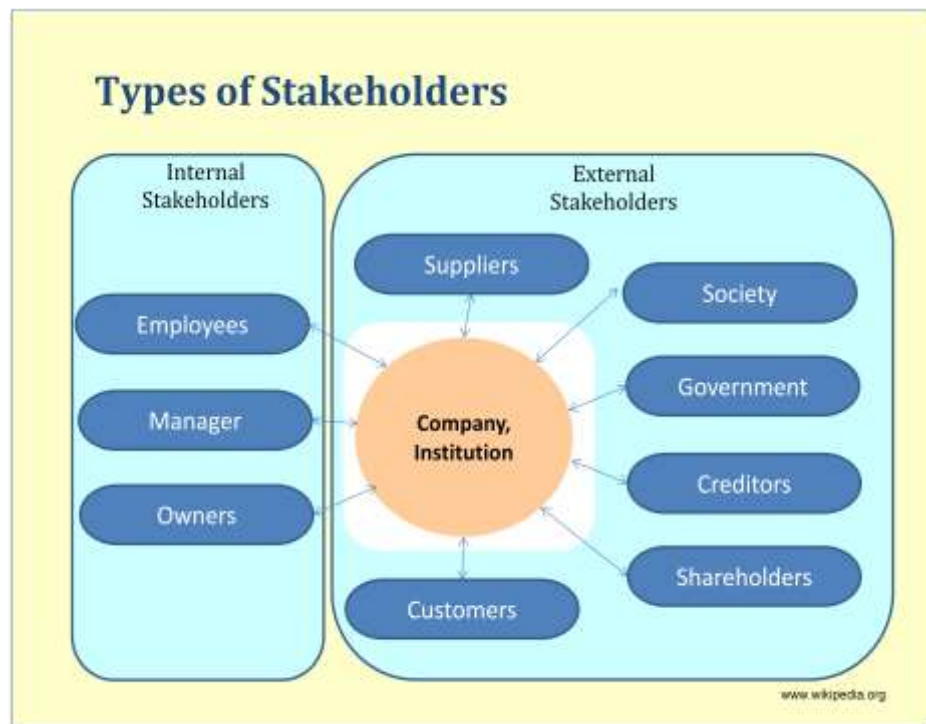 Types of Stakeholders
Internal
Stakeholders
Employees
Manager
Owners
External
Stakeholders
Suppliers
Society
Government
Company,
Institution
Creditors
Shareholders
Customers
www.wikipedia.org